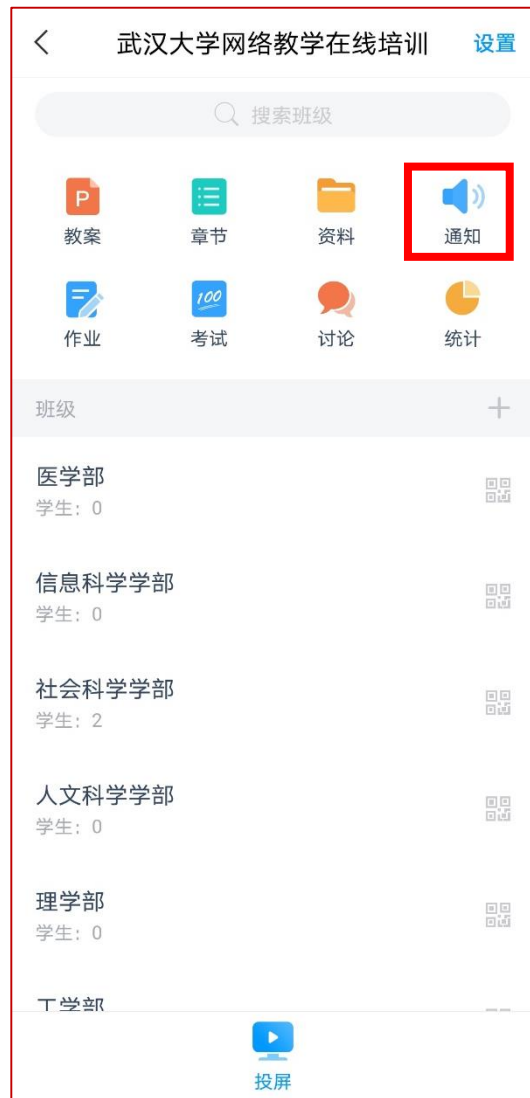 武汉大学网络教学在线培训 设置
搜索班级
P
教案 章节 资料 通知
100
作业 考试 讨论 统计
班级
医学部
学生: 0
信息科学学部
学生: 0
社会科学学部
学生: 2
人文科学学部
学生: 0
理学部
学生: 0
工学部
投屏